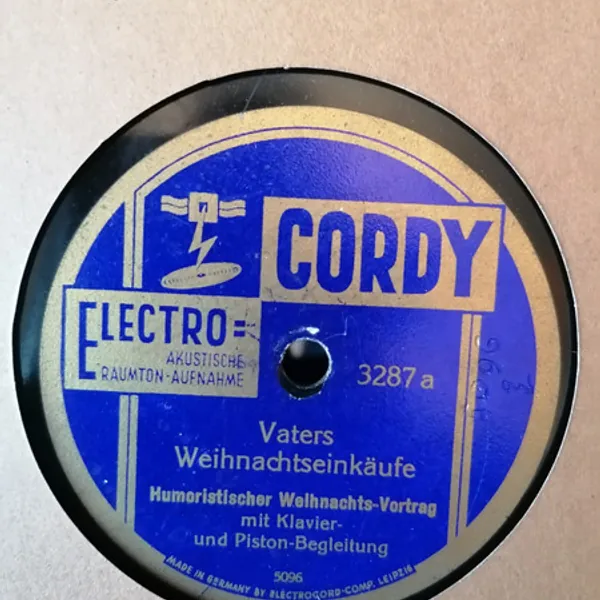 CORDY
ELECTRO=
AKUSTISCHE
RAUMTON-AUFNAHME
3287 a
Vaters
Weihnachtseinkäufe
Humoristischer Weihnachts-Vortrag
mit Klavier-
und Piston-Begleitung
5096
MADE IN GERMANY BY ELECTROCORD-COMP. LEIPZIG